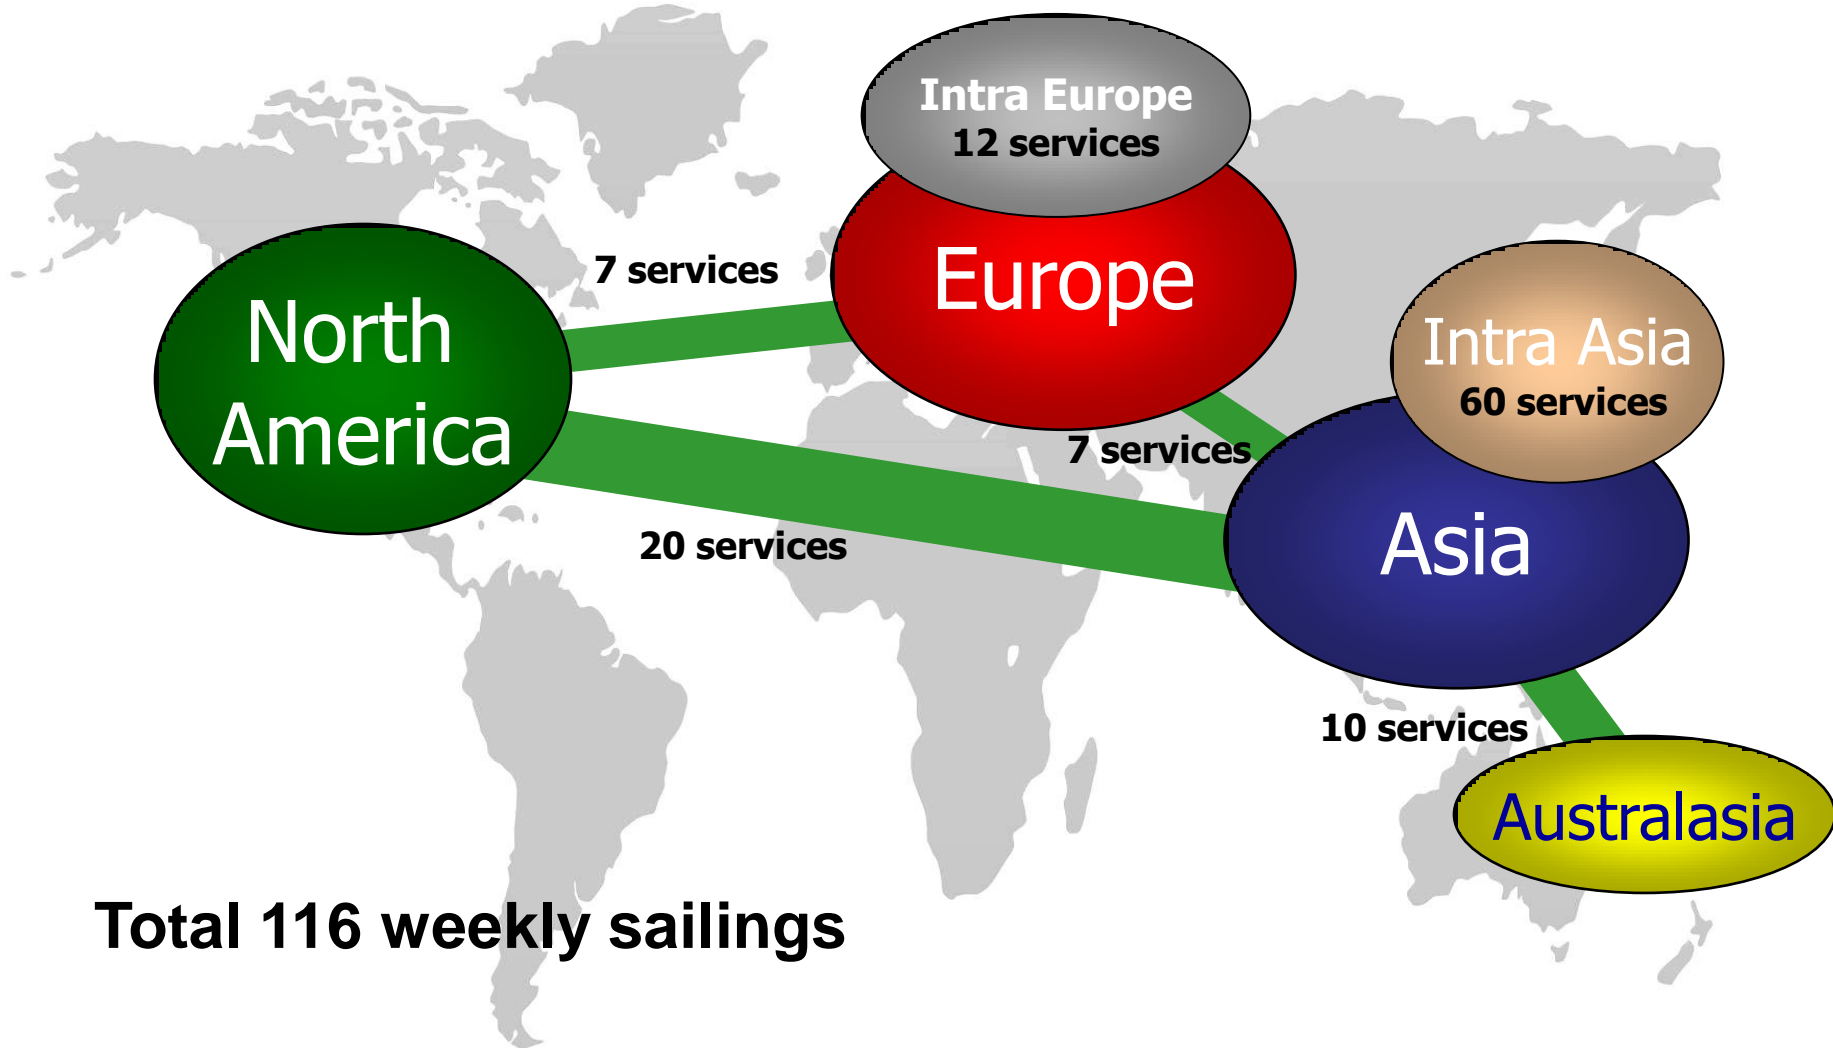 Intra Europe
12 services
Europe
7 services
North
America
Intra Asia
60 services
7 services
20 services
Asia
10 services
Australasia
Total 116 weekly sailings